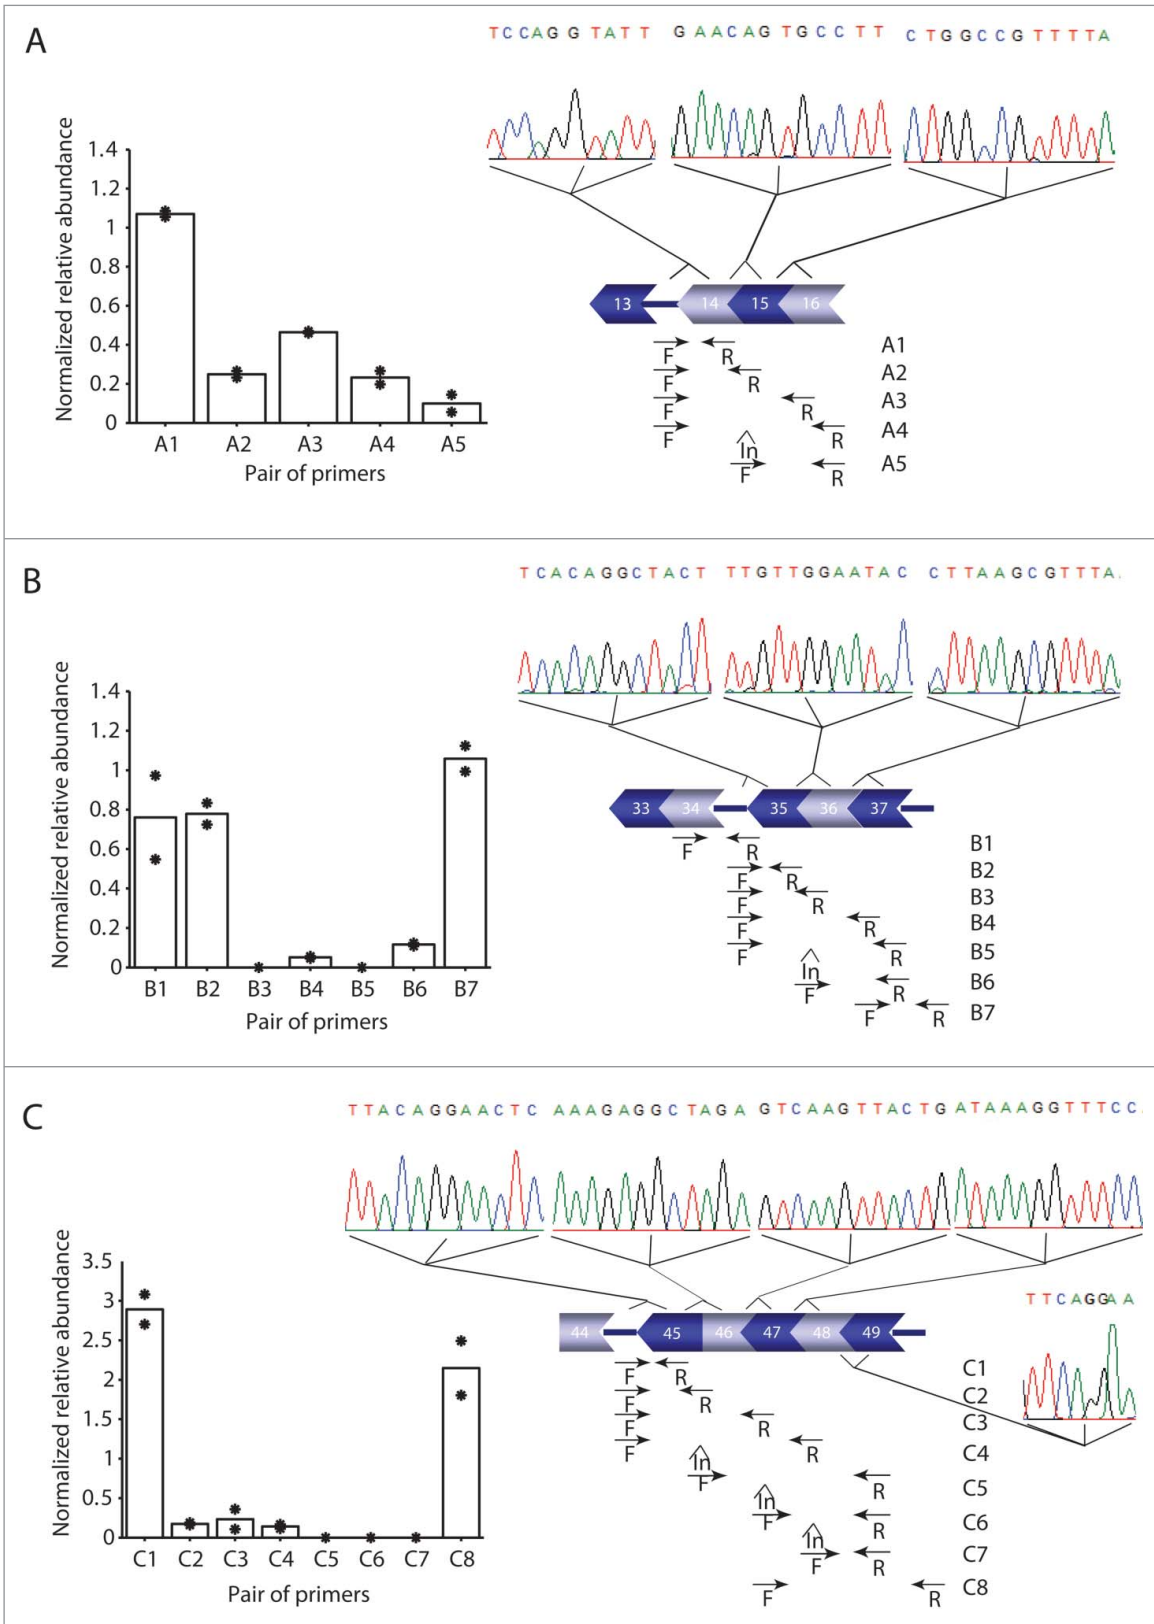 A
TCCAGGTATT GAACAGTGCCTT CTGGCCGTTTTA
Normalized relative abundance
1.4
1.2
1
0.8
0.6
0.4
0.2
0
A1 A2 A3 A4 A5
Pair of primers
13 14 15 16
F R A1
F R A2
F R A3
F R A4
In
F R A5
B
TCACAGGCTACT TTGTTGGAATAC CTTAAGCGTTTA
Normalized relative abundance
1.4
1.2
1
0.8
0.6
0.4
0.2
0
B1 B2 B3 B4 B5 B6 B7
Pair of primers
33 34 35 36 37
F R B1
F R B2
F R B3
F R B4
F R B5
In
F R B6
F R B7
C
TTACAGGAACTC AAAGAGGCTAGA GTCAAGTTACTG ATAAAGGTTTCC
TTCAGGAA
Normalized relative abundance
3.5
3
2.5
2
1.5
1
0.5
0
C1 C2 C3 C4 C5 C6 C7 C8
Pair of primers
44 45 46 47 48 49
F R C1
F R C2
F R C3
F R C4
In
F R C5
In
F R C6
In
F R C7
F R C8